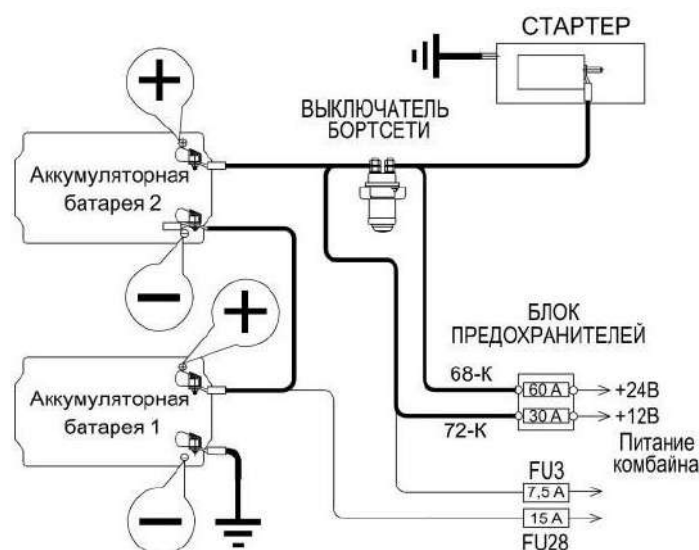 СТАРТЕР
ВЫКЛЮЧАТЕЛЬ
БОРТСЕТИ
+
Аккумуляторная
батарея 2
−
+
Аккумуляторная
батарея 1
−
БЛОК
ПРЕДОХРАНИТЕЛЕЙ
68-К
60 А
+24В
30 А
+12В
72-К
Питание
комбайна
FU3
7,5 А
15 А
FU28